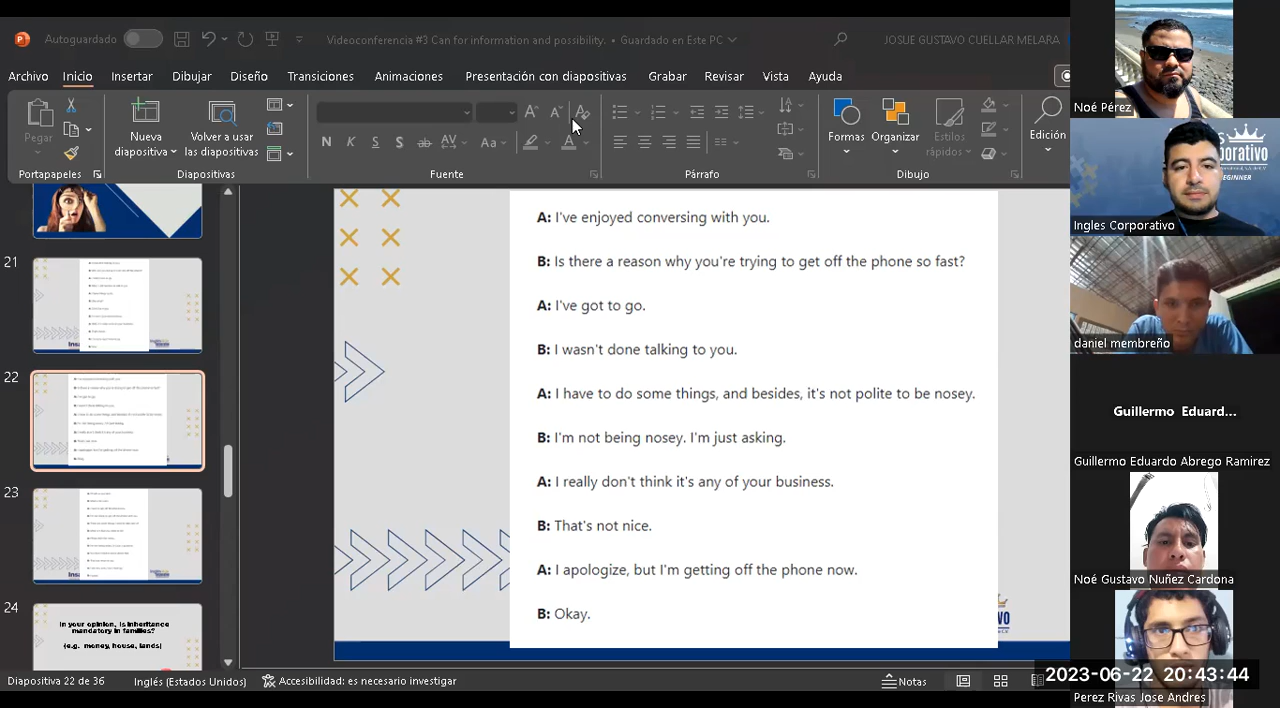 Autoguardado
Videoconferencia #3 Can for information and possibility. • Guardado en Este PC
JOSUE GUSTAVO CUELLAR MELARA
Archivo Inicio Insertar Dibujar Diseño Transiciones Animaciones Presentación con diapositivas Grabar Revisar Vista Ayuda
Pegar
Nueva diapositiva
Volver a usar las diapositivas
N K S S ab AV Aa A
Formas
Organizar
Estilos rápidos
Edición
Portapapeles Diapositivas Fuente Párrafo Dibujo
21
22
23
24
In your opinion, is inheritance
mandatory in families?
(e.g. money, house, lands)
A: I've enjoyed conversing with you.
B: Is there a reason why you're trying to get off the phone so fast?
A: I've got to go.
B: I wasn't done talking to you.
A: I have to do some things, and besides, it's not polite to be nosey.
B: I'm not being nosey. I'm just asking.
A: I really don't think it's any of your business.
B: That's not nice.
A: I apologize, but I'm getting off the phone now.
B: Okay.
Diapositiva 22 de 36 Inglés (Estados Unidos) Accesibilidad: es necesario investigar Notas
Noé Pérez
Ingles Corporativo
daniel membreño
Guillermo Eduard...
Guillermo Eduardo Abrego Ramirez
Noé Gustavo Nuñez Cardona
2023-06-22 20:43:44
Perez Rivas Jose Andres